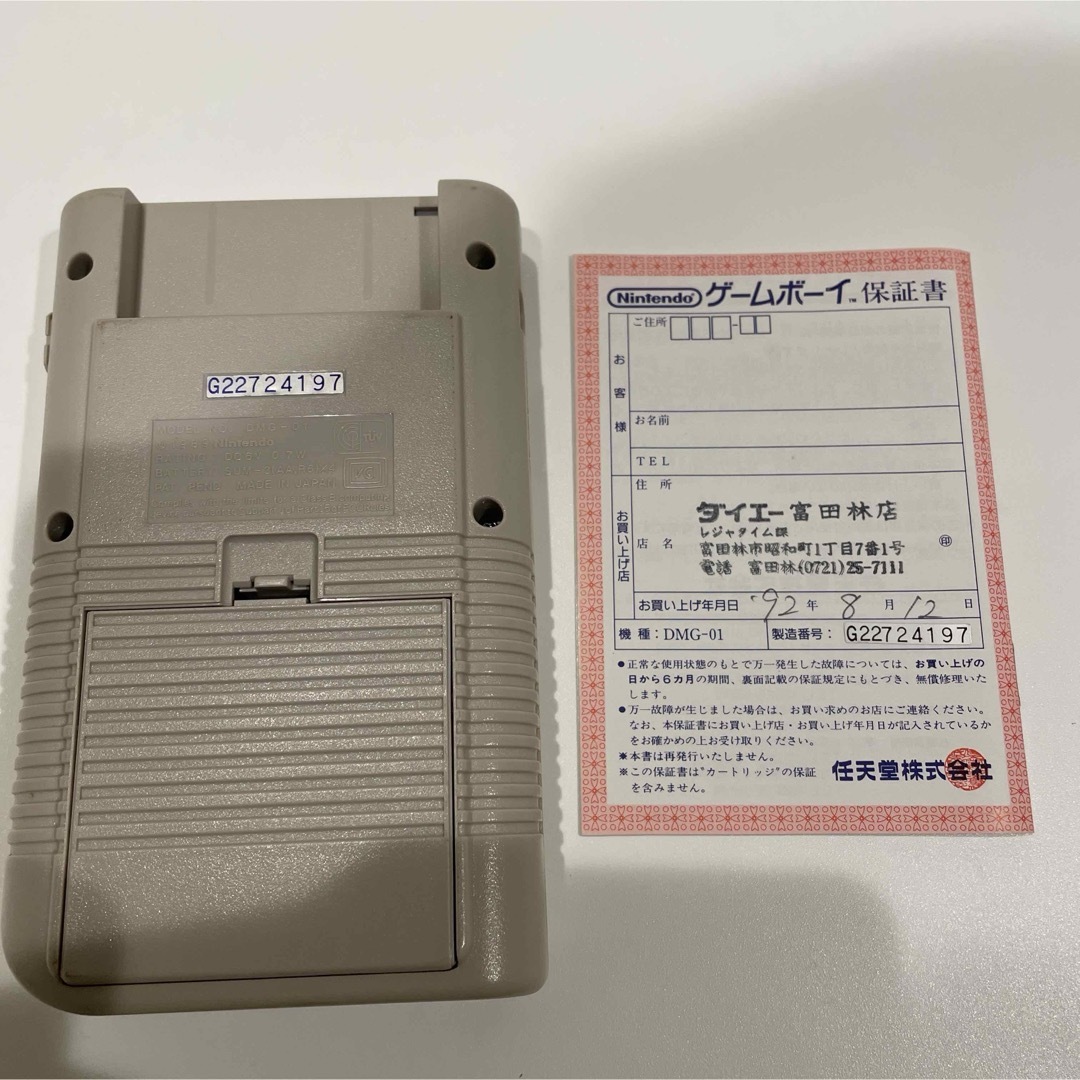 G22724197
DMG-01
Nintendo
TÜV
MADE JAPAN
Nintendo ゲームボーイ™ 保証書
お客様
ご住所 □□□-□□
お名前
TEL
お買い上げ店
住所
店名
ダイエー富田林店
レジャタイム課
富田林市昭和町1丁目7番1号
電話 富田林(0721)25-7111
印
お買い上げ年月日 '92年 8月 12日
機種:DMG-01 製造番号: G22724197
●正常な使用状態のもとで万一発生した故障については、お買い上げの
日から6カ月の期間、裏面記載の保証規定にもとづき、無償修理いた
します。
●万一故障が生じました場合は、お買い求めのお店にご連絡ください。
なお、本保証書にお買い上げ店・お買い上げ年月日が記入されているか
をお確かめの上お受け取りください。
※本書は再発行いたしません。
※この保証書は"カートリッジ"の保証
を含みません。
任天堂株式会社